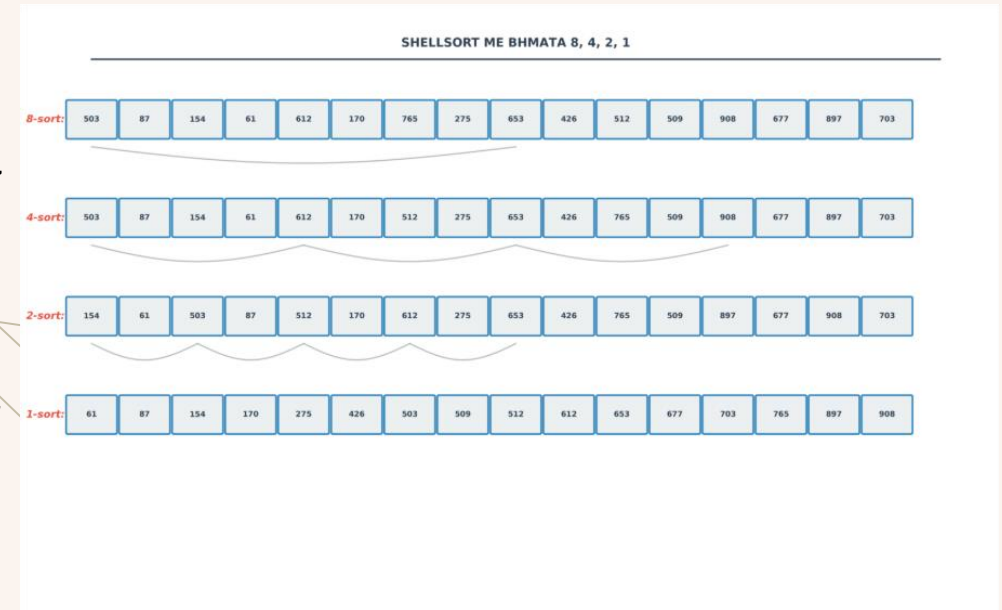 SHELLSORT ΜΕ ΒΗΜΑΤΑ 8, 4, 2, 1
8-sort: 503 87 154 61 612 170 765 275 653 426 512 509 908 677 897 703
4-sort: 503 87 154 61 612 170 512 275 653 426 765 509 908 677 897 703
2-sort: 154 61 503 87 512 170 612 275 653 426 765 509 897 677 908 703
1-sort: 61 87 154 170 275 426 503 509 512 612 653 677 703 765 897 908